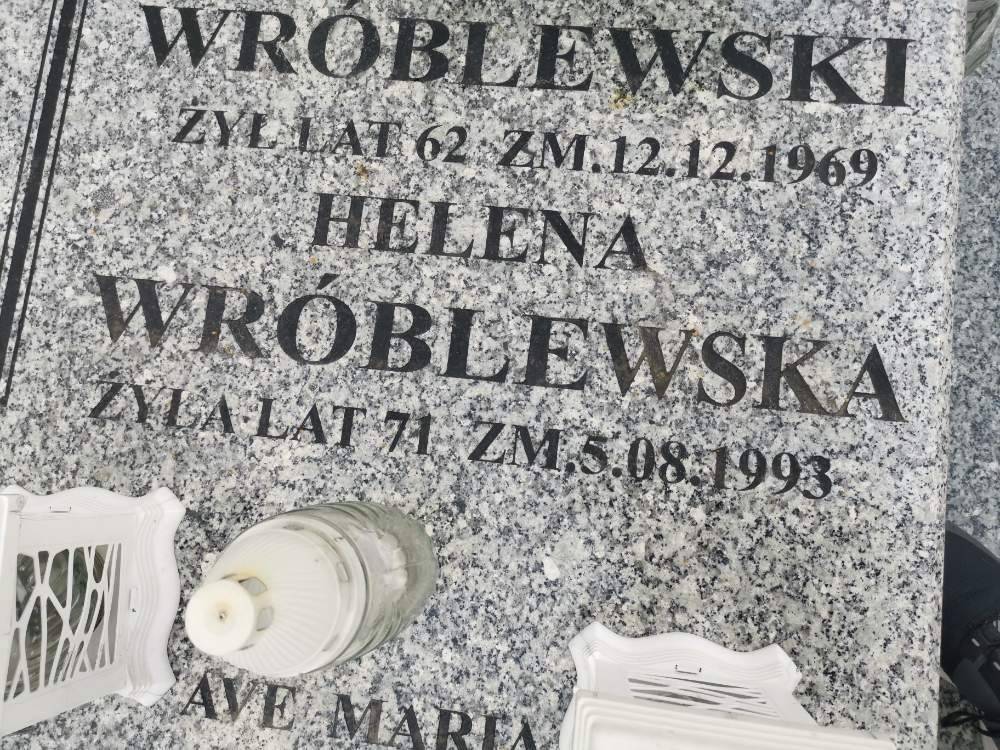 WRÓBLEWSKI
ŻYŁ LAT 62 ZM.12.12.1969
HELENA
WRÓBLEWSKA
ŻYŁA LAT 71 ZM.5.08.1993
AVE MARIA